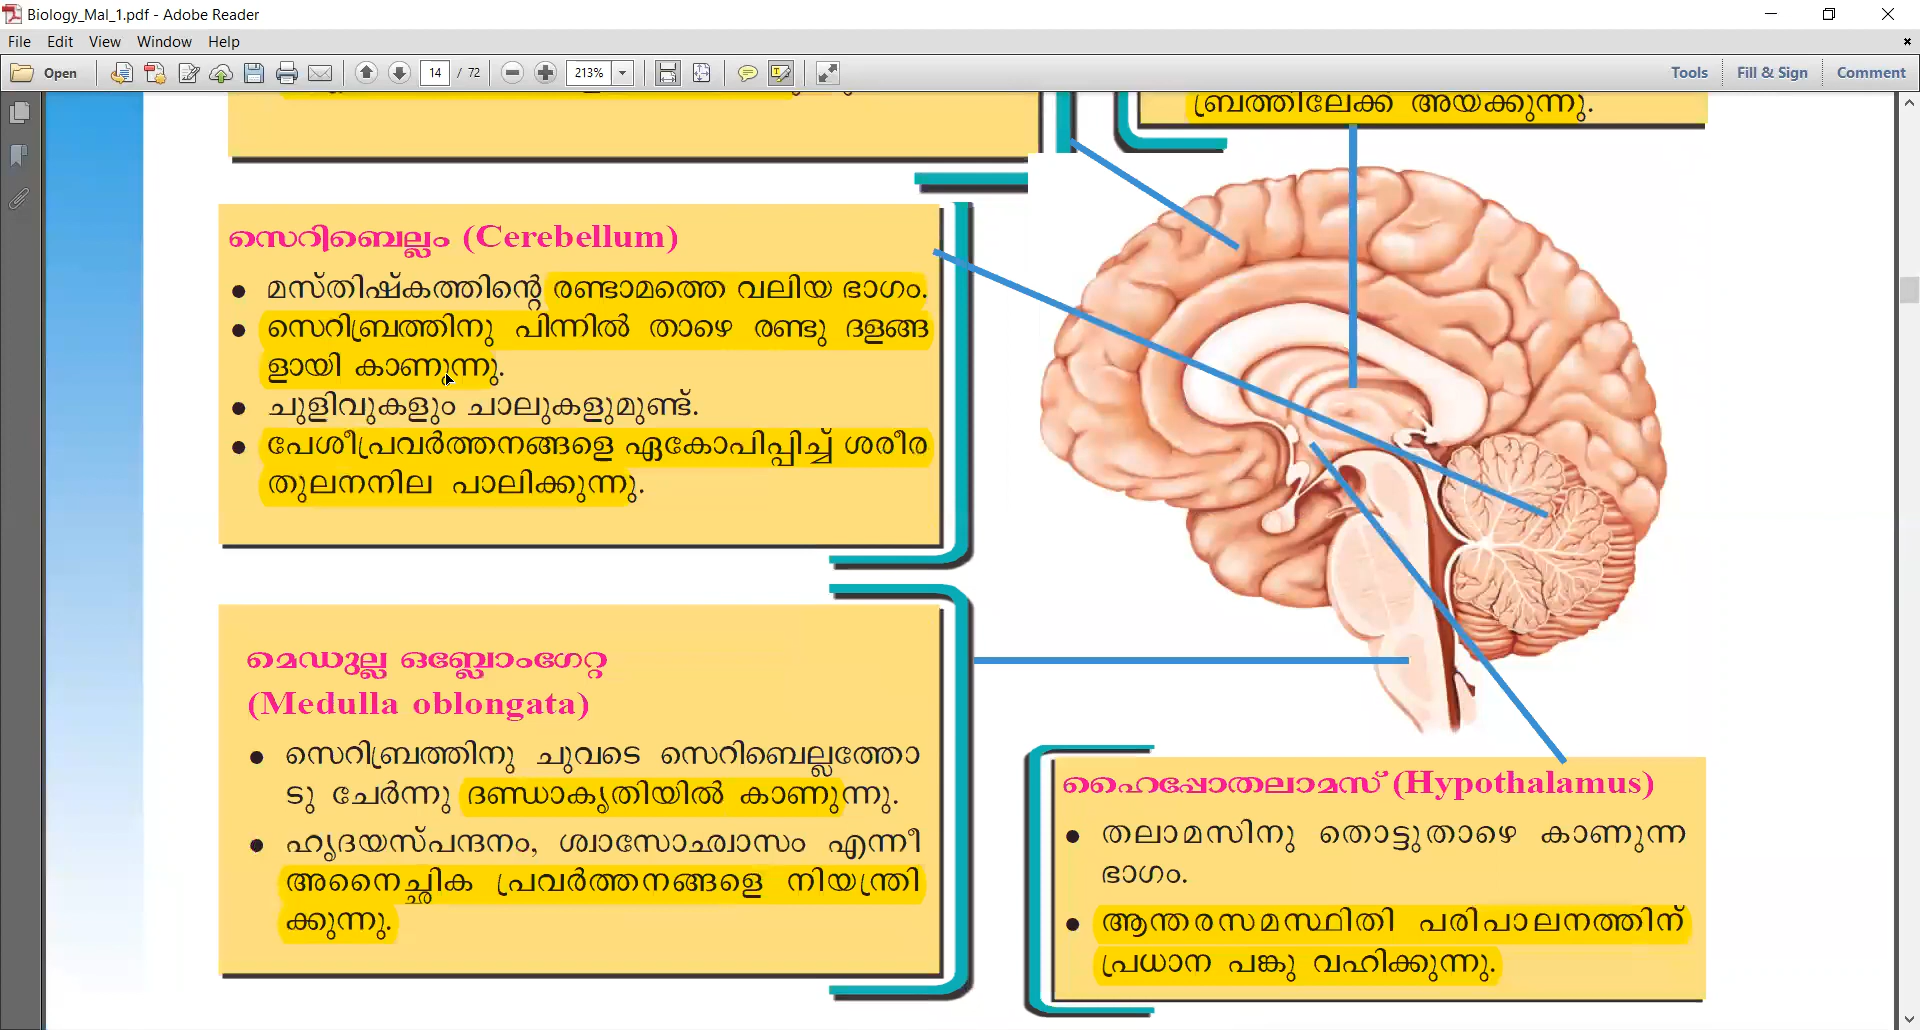 Biology_Mal_1.pdf - Adobe Reader
File Edit View Window Help
Open 14 / 72 213% Tools Fill & Sign Comment
ബ്രത്തിലേക്ക് അയക്കുന്നു.
സെറിബെല്ലം (Cerebellum)
● മസ്തിഷ്കത്തിന്റെ രണ്ടാമത്തെ വലിയ ഭാഗം.
● സെറിബ്രത്തിനു പിന്നിൽ താഴെ രണ്ടു ദളങ്ങ
ളായി കാണുന്നു.
● ചുളിവുകളും ചാലുകളുമുണ്ട്.
● പേശീപ്രവർത്തനങ്ങളെ ഏകോപിപ്പിച്ച് ശരീര
തുലനനില പാലിക്കുന്നു.
മെഡുല്ല ഒബ്ലോംഗേറ്റ
(Medulla oblongata)
● സെറിബ്രത്തിനു ചുവടെ സെറിബെല്ലത്തോ
ടു ചേർന്നു ദണ്ഡാകൃതിയിൽ കാണുന്നു.
● ഹൃദയസ്പന്ദനം, ശ്വാസോഛ്വാസം എന്നീ
അനൈച്ഛിക പ്രവർത്തനങ്ങളെ നിയന്ത്രി
ക്കുന്നു.
ഹൈപ്പോതലാമസ് (Hypothalamus)
● തലാമസിനു തൊട്ടുതാഴെ കാണുന്ന
ഭാഗം.
● ആന്തരസമസ്ഥിതി പരിപാലനത്തിന്
പ്രധാന പങ്കു വഹിക്കുന്നു.